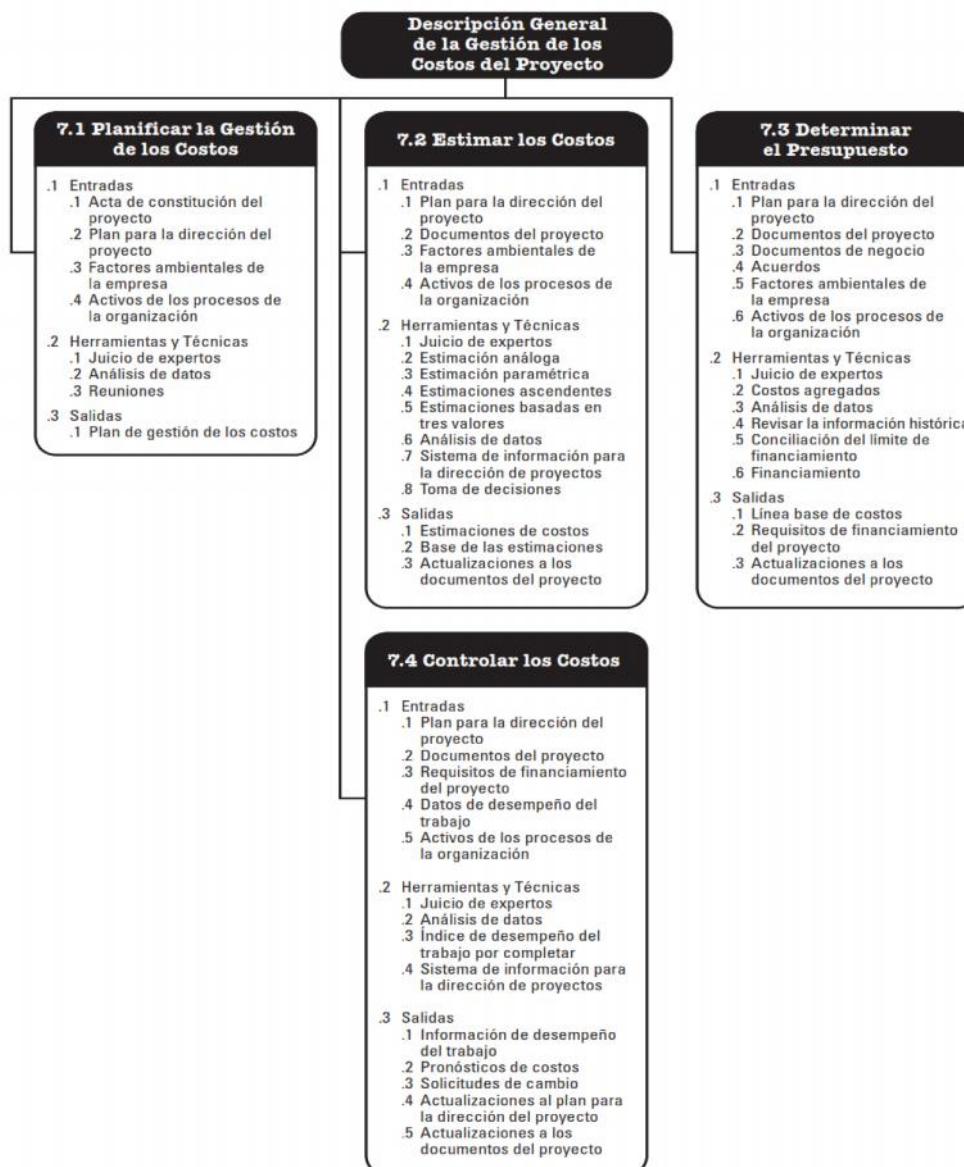 Descripción General
de la Gestión de los
Costos del Proyecto
7.1 Planificar la Gestión
de los Costos
.1 Entradas
.1 Acta de constitución del
proyecto
.2 Plan para la dirección del
proyecto
.3 Factores ambientales de
la empresa
.4 Activos de los procesos de
la organización
.2 Herramientas y Técnicas
.1 Juicio de expertos
.2 Análisis de datos
.3 Reuniones
.3 Salidas
.1 Plan de gestión de los costos
7.2 Estimar los Costos
.1 Entradas
.1 Plan para la dirección del
proyecto
.2 Documentos del proyecto
.3 Factores ambientales de
la empresa
.4 Activos de los procesos de
la organización
.2 Herramientas y Técnicas
.1 Juicio de expertos
.2 Estimación análoga
.3 Estimación paramétrica
.4 Estimaciones ascendentes
.5 Estimaciones basadas en
tres valores
.6 Análisis de datos
.7 Sistema de información para
la dirección de proyectos
.8 Toma de decisiones
.3 Salidas
.1 Estimaciones de costos
.2 Base de las estimaciones
.3 Actualizaciones a los
documentos del proyecto
7.3 Determinar
el Presupuesto
.1 Entradas
.1 Plan para la dirección del
proyecto
.2 Documentos del proyecto
.3 Documentos de negocio
.4 Acuerdos
.5 Factores ambientales de
la empresa
.6 Activos de los procesos de
la organización
.2 Herramientas y Técnicas
.1 Juicio de expertos
.2 Costos agregados
.3 Análisis de datos
.4 Revisar la información histórica
.5 Conciliación del límite de
financiamiento
.6 Financiamiento
.3 Salidas
.1 Línea base de costos
.2 Requisitos de financiamiento
del proyecto
.3 Actualizaciones a los
documentos del proyecto
7.4 Controlar los Costos
.1 Entradas
.1 Plan para la dirección del
proyecto
.2 Documentos del proyecto
.3 Requisitos de financiamiento
del proyecto
.4 Datos de desempeño del
trabajo
.5 Activos de los procesos de
la organización
.2 Herramientas y Técnicas
.1 Juicio de expertos
.2 Análisis de datos
.3 Índice de desempeño del
trabajo por completar
.4 Sistema de información para
la dirección de proyectos
.3 Salidas
.1 Información de desempeño
del trabajo
.2 Pronósticos de costos
.3 Solicitudes de cambio
.4 Actualizaciones al plan para
la dirección del proyecto
.5 Actualizaciones a los
documentos del proyecto